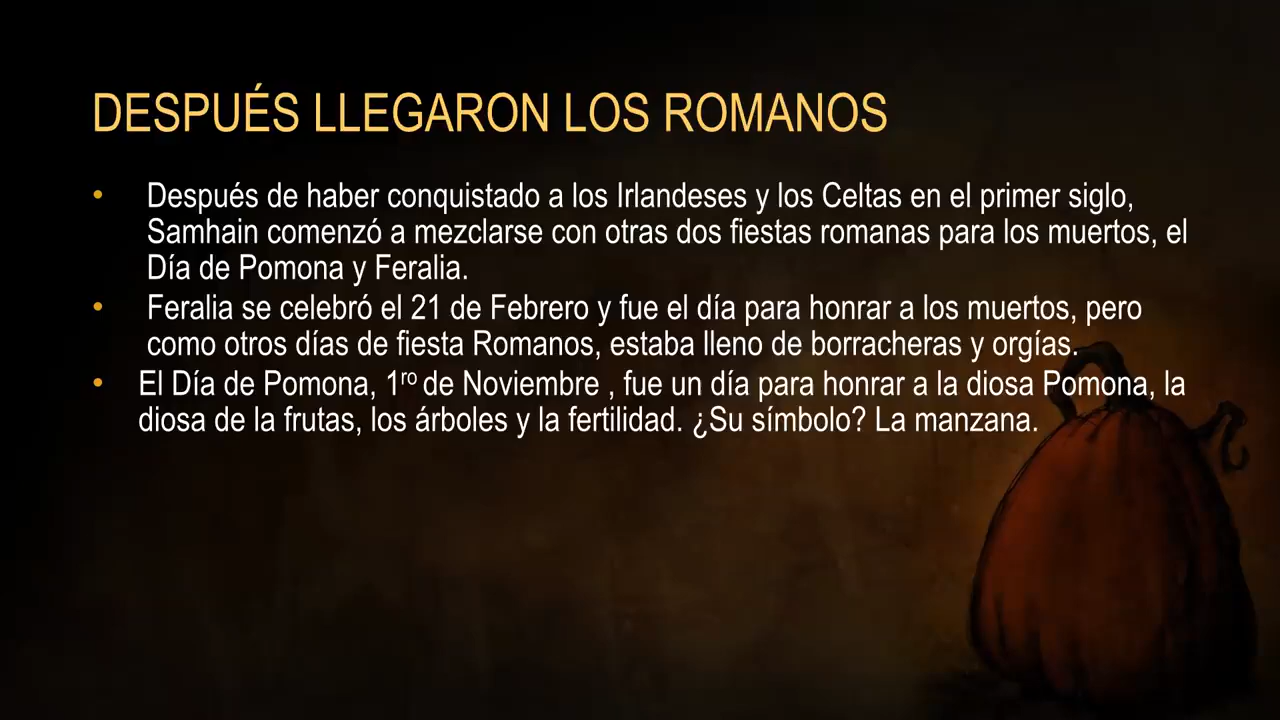 DESPUÉS LLEGARON LOS ROMANOS
• Después de haber conquistado a los Irlandeses y los Celtas en el primer siglo,
Samhain comenzó a mezclarse con otras dos fiestas romanas para los muertos, el
Día de Pomona y Feralia.
• Feralia se celebró el 21 de Febrero y fue el día para honrar a los muertos, pero
como otros días de fiesta Romanos, estaba lleno de borracheras y orgías.
• El Día de Pomona, 1ro de Noviembre , fue un día para honrar a la diosa Pomona, la
diosa de la frutas, los árboles y la fertilidad. ¿Su símbolo? La manzana.